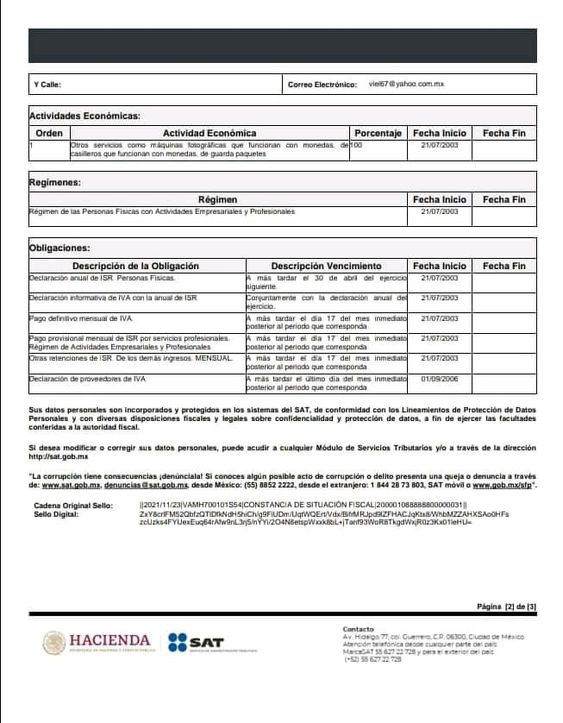 Y Calle:
Correo Electrónico: viel67@yahoo.com.mx
Actividades Económicas:
Orden Actividad Económica Porcentaje Fecha Inicio Fecha Fin
1 Otros servicios como máquinas fotográficas que funcionan con monedas, de 100 21/07/2003
casilleros que funcionan con monedas, de guarda paquetes
Regímenes:
Régimen Fecha Inicio Fecha Fin
Régimen de las Personas Físicas con Actividades Empresariales y Profesionales 21/07/2003
Obligaciones:
Descripción de la Obligación Descripción Vencimiento Fecha Inicio Fecha Fin
Declaración anual de ISR. Personas Físicas. A más tardar el 30 de abril del ejercicio 21/07/2003
siguiente.
Declaración informativa de IVA con la anual de ISR Conjuntamente con la declaración anual del 21/07/2003
ejercicio.
Pago definitivo mensual de IVA. A más tardar el día 17 del mes inmediato 21/07/2003
posterior al periodo que corresponda
Pago provisional mensual de ISR por servicios profesionales. A más tardar el día 17 del mes inmediato 21/07/2003
Régimen de Actividades Empresariales y Profesionales posterior al periodo que corresponda
Otras retenciones de ISR. De los demás ingresos. MENSUAL. A más tardar el día 17 del mes inmediato 21/07/2003
posterior al periodo que corresponda
Declaración de proveedores de IVA A más tardar el último día del mes inmediato 01/09/2006
posterior al periodo que corresponda
Sus datos personales son incorporados y protegidos en los sistemas del SAT, de conformidad con los Lineamientos de Protección de Datos
Personales y con diversas disposiciones fiscales y legales sobre confidencialidad y protección de datos, a fin de ejercer las facultades
conferidas a la autoridad fiscal.
Si desea modificar o corregir sus datos personales, puede acudir a cualquier Módulo de Servicios Tributarios y/o a través de la dirección
http://sat.gob.mx
"La corrupción tiene consecuencias ¡denúnciala! Si conoces algún posible acto de corrupción o delito presenta una queja o denuncia a través
de: www.sat.gob.mx, denuncias@sat.gob.mx, desde México: (55) 8852 2222, desde el extranjero: 1 844 28 73 803, SAT móvil o www.gob.mx/sfp".
Cadena Original Sello: ||2021/11/23|VAMH700101S54|CONSTANCIA DE SITUACIÓN FISCAL|200001088888800000031||
Sello Digital:
Página [2] de [3]
HACIENDA
SAT
Contacto
Av. Hidalgo 77, col. Guerrero, C.P. 06300, Ciudad de México.
Atención telefónica desde cualquier parte del país:
MarcaSAT 55 627 22 728 y para el exterior del país
(+52) 55 627 22 728